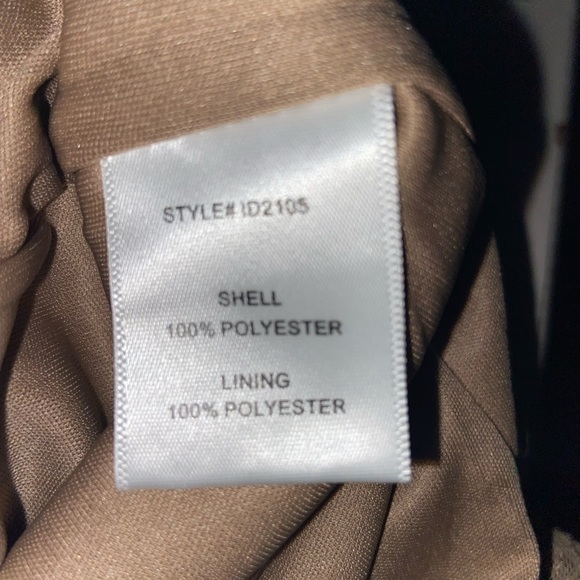 STYLE# ID2105
SHELL
100% POLYESTER
LINING
100% POLYESTER